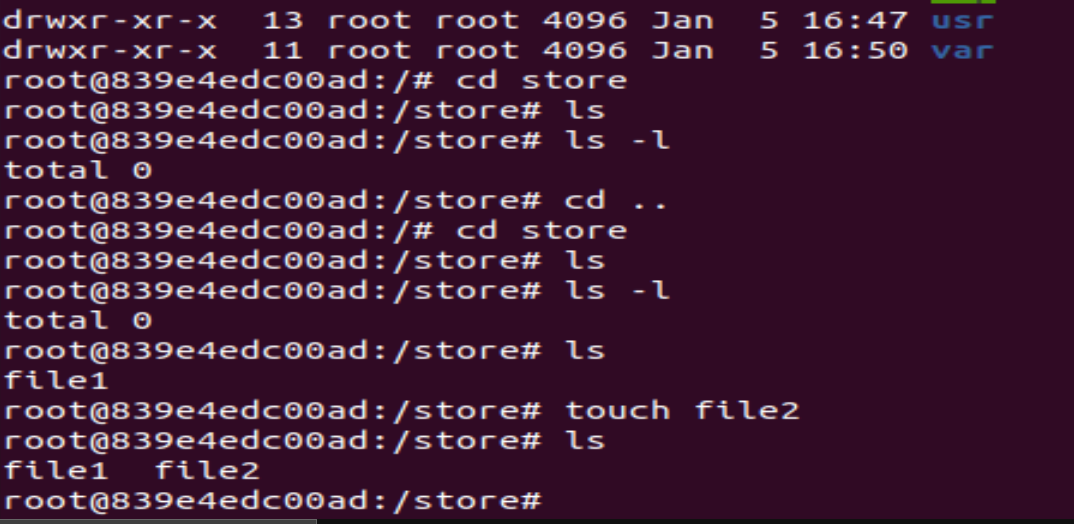 drwxr-xr-x  13 root root 4096 Jan  5 16:47 usr
drwxr-xr-x  11 root root 4096 Jan  5 16:50 var
root@839e4edc00ad:/# cd store
root@839e4edc00ad:/store# ls
root@839e4edc00ad:/store# ls -l
total 0
root@839e4edc00ad:/store# cd ..
root@839e4edc00ad:/# cd store
root@839e4edc00ad:/store# ls
root@839e4edc00ad:/store# ls -l
total 0
root@839e4edc00ad:/store# ls
file1
root@839e4edc00ad:/store# touch file2
root@839e4edc00ad:/store# ls
file1  file2
root@839e4edc00ad:/store#